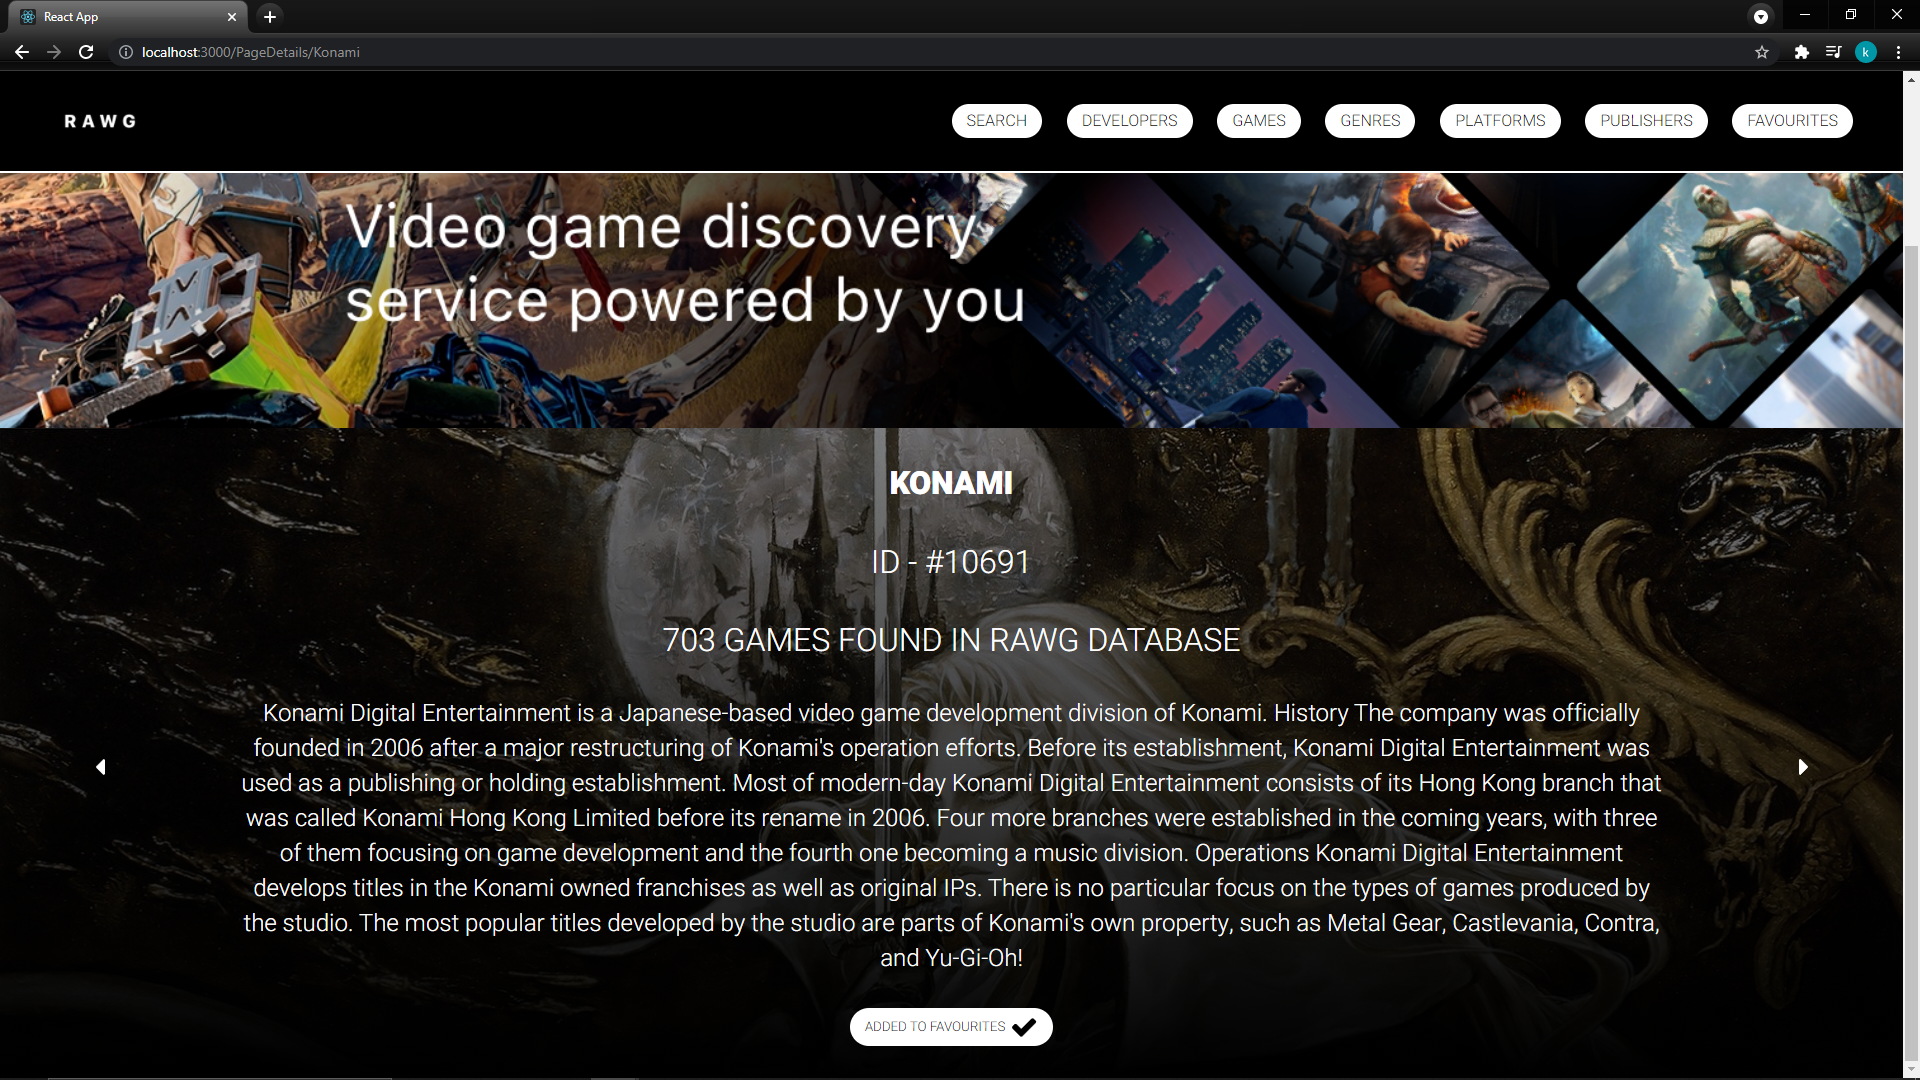 React App
localhost:3000/PageDetails/Konami
k
RAWG
SEARCH
DEVELOPERS
GAMES
GENRES
PLATFORMS
PUBLISHERS
FAVOURITES
Video game discovery
service powered by you
KONAMI
ID - #10691
703 GAMES FOUND IN RAWG DATABASE
Konami Digital Entertainment is a Japanese-based video game development division of Konami. History The company was officially
founded in 2006 after a major restructuring of Konami's operation efforts. Before its establishment, Konami Digital Entertainment was
used as a publishing or holding establishment. Most of modern-day Konami Digital Entertainment consists of its Hong Kong branch that
was called Konami Hong Kong Limited before its rename in 2006. Four more branches were established in the coming years, with three
of them focusing on game development and the fourth one becoming a music division. Operations Konami Digital Entertainment
develops titles in the Konami owned franchises as well as original IPs. There is no particular focus on the types of games produced by
the studio. The most popular titles developed by the studio are parts of Konami's own property, such as Metal Gear, Castlevania, Contra,
and Yu-Gi-Oh!
ADDED TO FAVOURITES